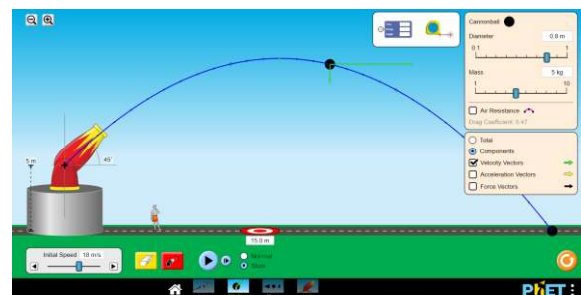 Cannonball
Diameter
0.8 m
0.1
1
Mass
5 kg
1
10
Air Resistance
Drag Coefficient: 0.47
Total
Components
Velocity Vectors
Acceleration Vectors
Force Vectors
45°
5 m
15.0 m
Initial Speed 18 m/s
Normal
Slow
PhET